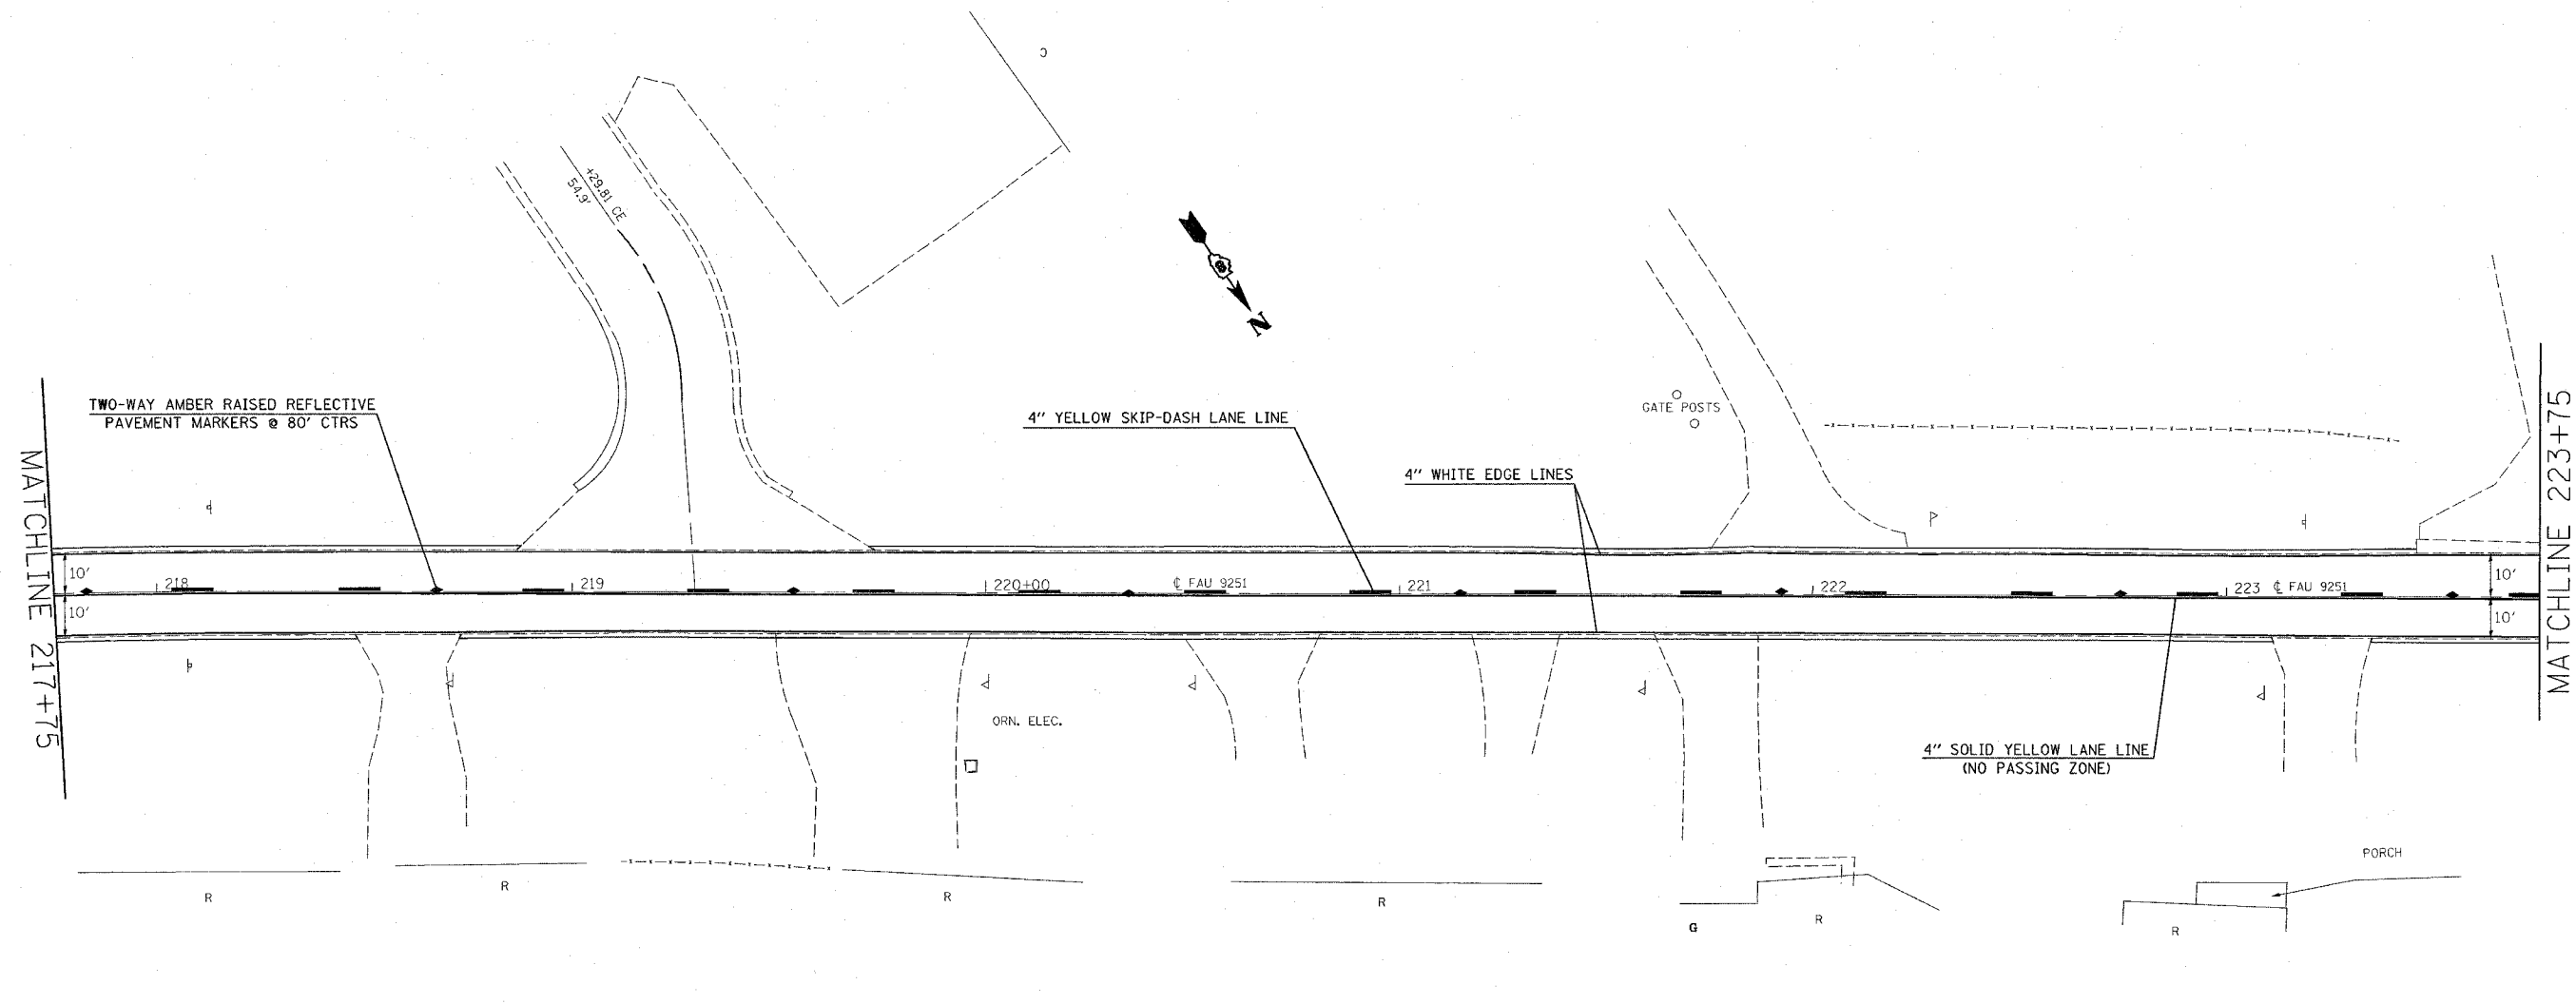 C
+29.81 CE
54.9'
N
TWO-WAY AMBER RAISED REFLECTIVE
PAVEMENT MARKERS @ 80' CTRS
4" YELLOW SKIP-DASH LANE LINE
4" WHITE EDGE LINES
GATE POSTS
MATCHLINE 217+75
MATCHLINE 223+75
10'
10'
218
219
220+00
℄ FAU 9251
221
222
223
℄ FAU 9251
10'
10'
ORN. ELEC.
4" SOLID YELLOW LANE LINE
(NO PASSING ZONE)
PORCH
R
R
R
R
G
R
R